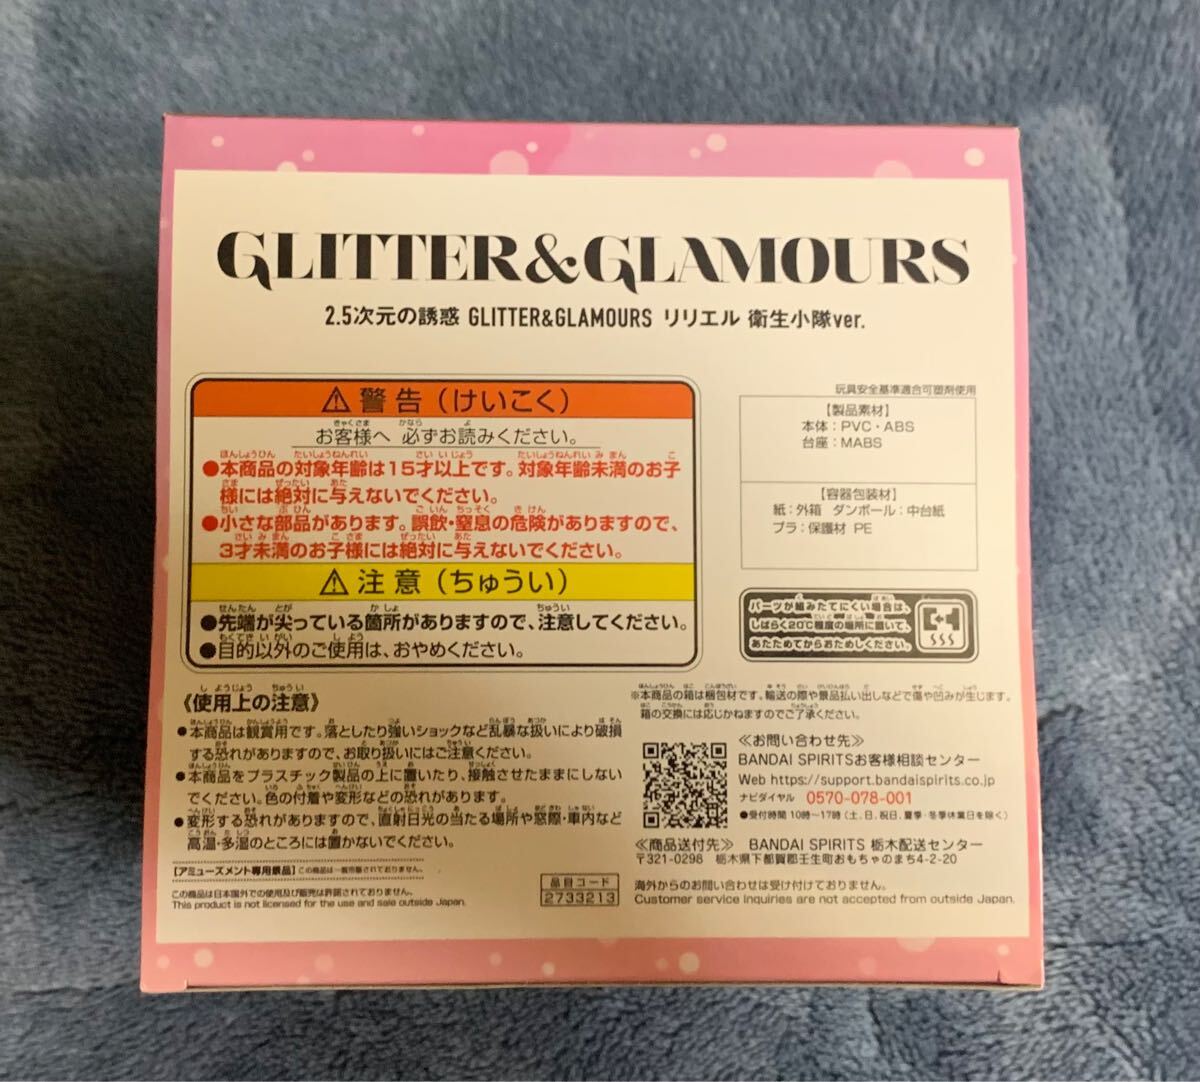 GLITTER&GLAMOURS
2.5次元の誘惑 GLITTER&GLAMOURS リリエル 衛生小隊ver.
⚠警告(けいこく)
お客様へ 必ずお読みください。
●本商品の対象年齢は15才以上です。対象年齢未満のお子
様には絶対に与えないでください。
●小さな部品があります。誤飲・窒息の危険がありますので、
3才未満のお子様には絶対に与えないでください。
⚠注意(ちゅうい)
●先端が尖っている箇所がありますので、注意してください。
●目的以外のご使用は、おやめください。
玩具安全基準適合可塑剤使用
【製品素材】
本体:PVC・ABS
台座:MABS
【容器包装材】
紙:外箱 ダンボール:中台紙
プラ:保護材 PE
パーツが組みたてにくい場合は、
しばらく20℃程度の場所に置いて、
あたためてからおためしください。
《使用上の注意》
●本商品は観賞用です。落としたり強いショックなど乱暴な扱いにより破損
する恐れがありますので、お取り扱いにはご注意ください。
●本商品をプラスチック製品の上に置いたり、接触させたままにしない
でください。色の付着や変形などの恐れがあります。
●変形する恐れがありますので、直射日光の当たる場所や窓際・車内など
高温・多湿のところには置かないでください。
【アミューズメント専用景品】この商品は一般市販されておりません。
この商品は日本国外での使用及び販売は許諾されておりません。
This product is not licensed for the use and sale outside Japan.
品目コード
2733213
※本商品の箱は梱包材です。輸送の際や景品払い出しなどで傷や凹みが生じます。
箱の交換には応じかねますのでご了承ください。
≪お問い合わせ先≫
BANDAI SPIRITSお客様相談センター
Web https://support.bandaispirits.co.jp
ナビダイヤル 0570-078-001
●受付時間 10時〜17時(土、日、祝日、夏季・冬季休業日を除く)
≪商品送付先≫ BANDAI SPIRITS 栃木配送センター
〒321-0298 栃木県下都賀郡壬生町おもちゃのまち4-2-20
海外からのお問い合わせは受け付けておりません。
Customer service inquiries are not accepted from outside Japan.